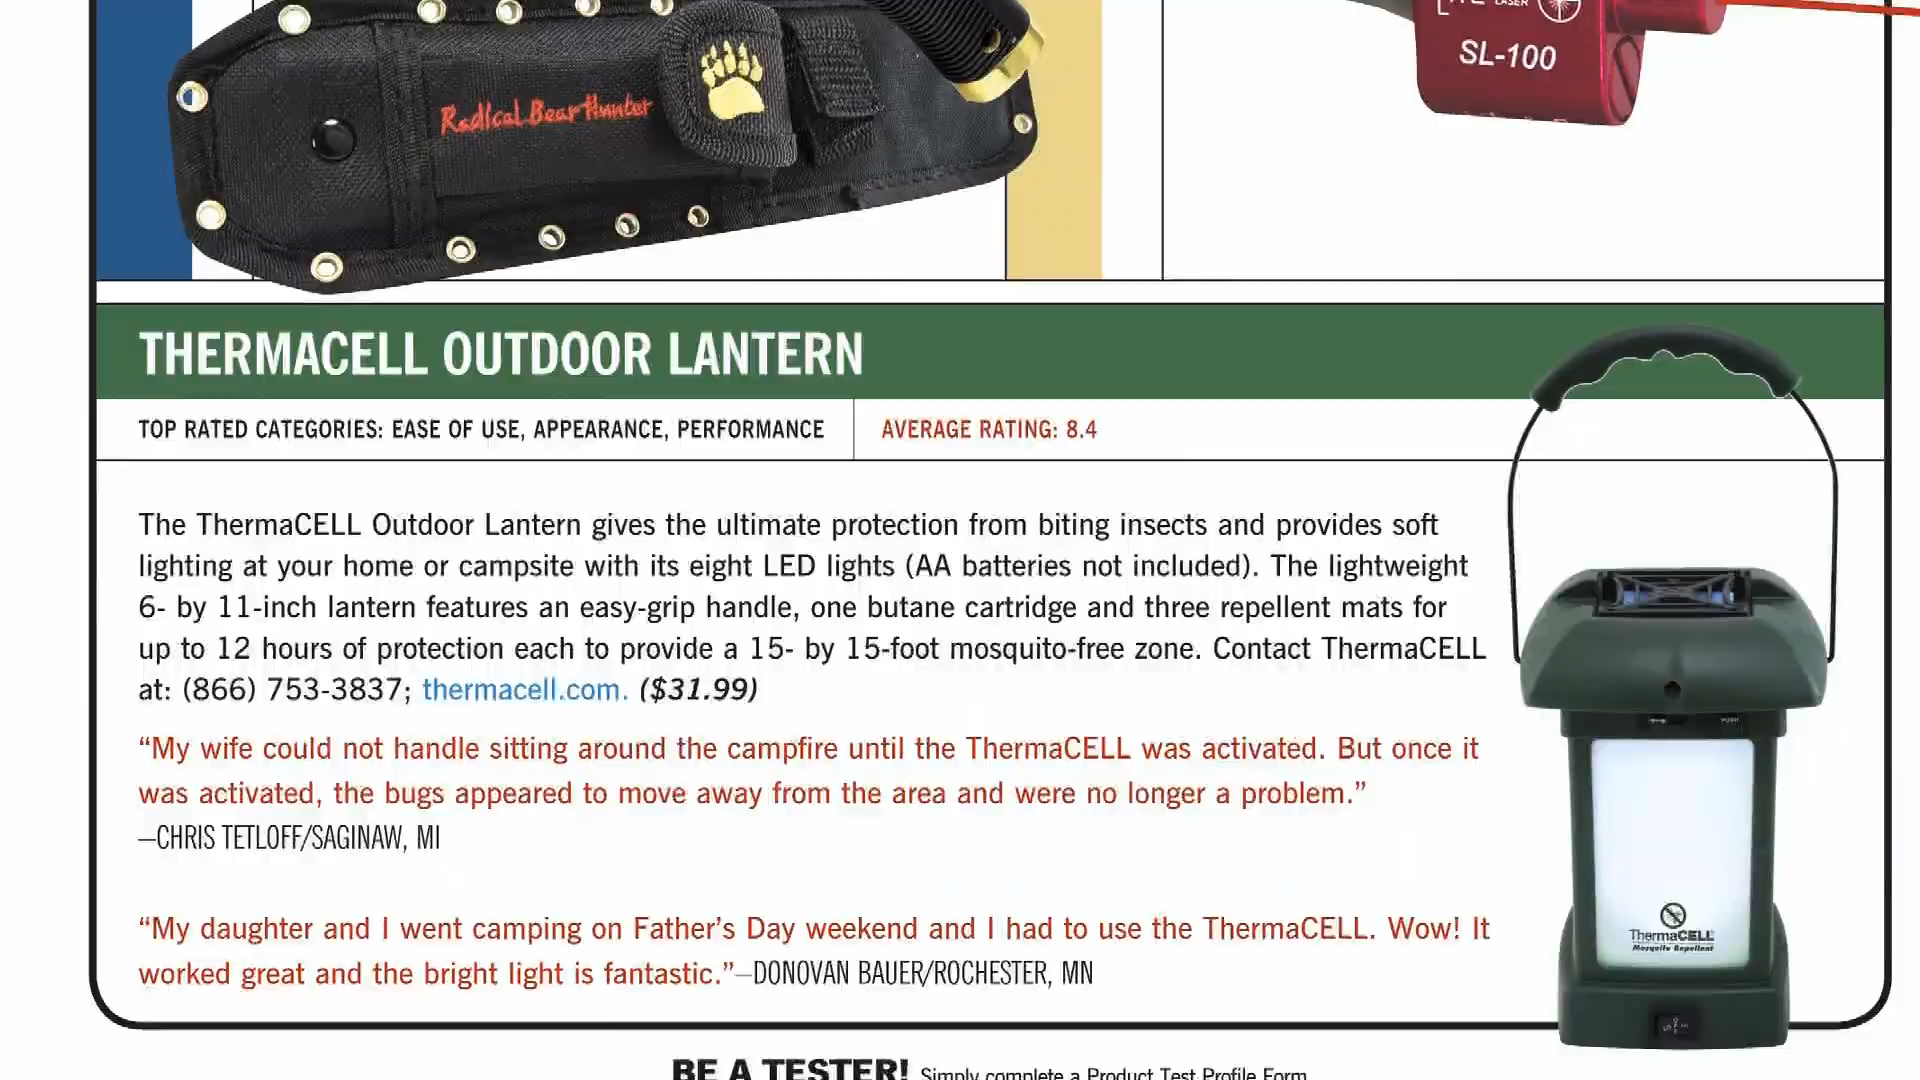 LASER
SL-100
Radical Bear Hunter
THERMACELL OUTDOOR LANTERN
TOP RATED CATEGORIES: EASE OF USE, APPEARANCE, PERFORMANCE
AVERAGE RATING: 8.4
The ThermaCELL Outdoor Lantern gives the ultimate protection from biting insects and provides soft
lighting at your home or campsite with its eight LED lights (AA batteries not included). The lightweight
6- by 11-inch lantern features an easy-grip handle, one butane cartridge and three repellent mats for
up to 12 hours of protection each to provide a 15- by 15-foot mosquito-free zone. Contact ThermaCELL
at: (866) 753-3837; thermacell.com. ($31.99)
“My wife could not handle sitting around the campfire until the ThermaCELL was activated. But once it
was activated, the bugs appeared to move away from the area and were no longer a problem.”
–CHRIS TETLOFF/SAGINAW, MI
“My daughter and I went camping on Father’s Day weekend and I had to use the ThermaCELL. Wow! It
worked great and the bright light is fantastic.”–DONOVAN BAUER/ROCHESTER, MN
PUSH
ThermaCELL
Mosquito Repellent
BE A TESTER! Simply complete a Product Test Profile Form